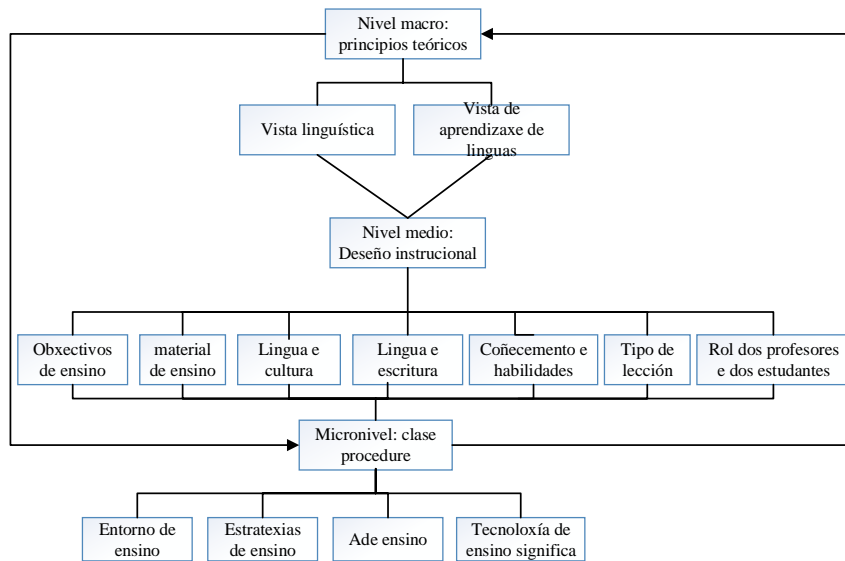 Nivel macro:
principios teóricos
Vista linguística
Vista de
aprendizaxe de
linguas
Nivel medio:
Deseño instrucional
Obxectivos
de ensino
material
de ensino
Lingua e
cultura
Lingua e
escritura
Coñecemento e
habilidades
Tipo de
lección
Rol dos profesores
e dos estudantes
Micronivel: clase
procedure
Entorno de
ensino
Estratexias
de ensino
Ade ensino
Tecnoloxía de
ensino significa